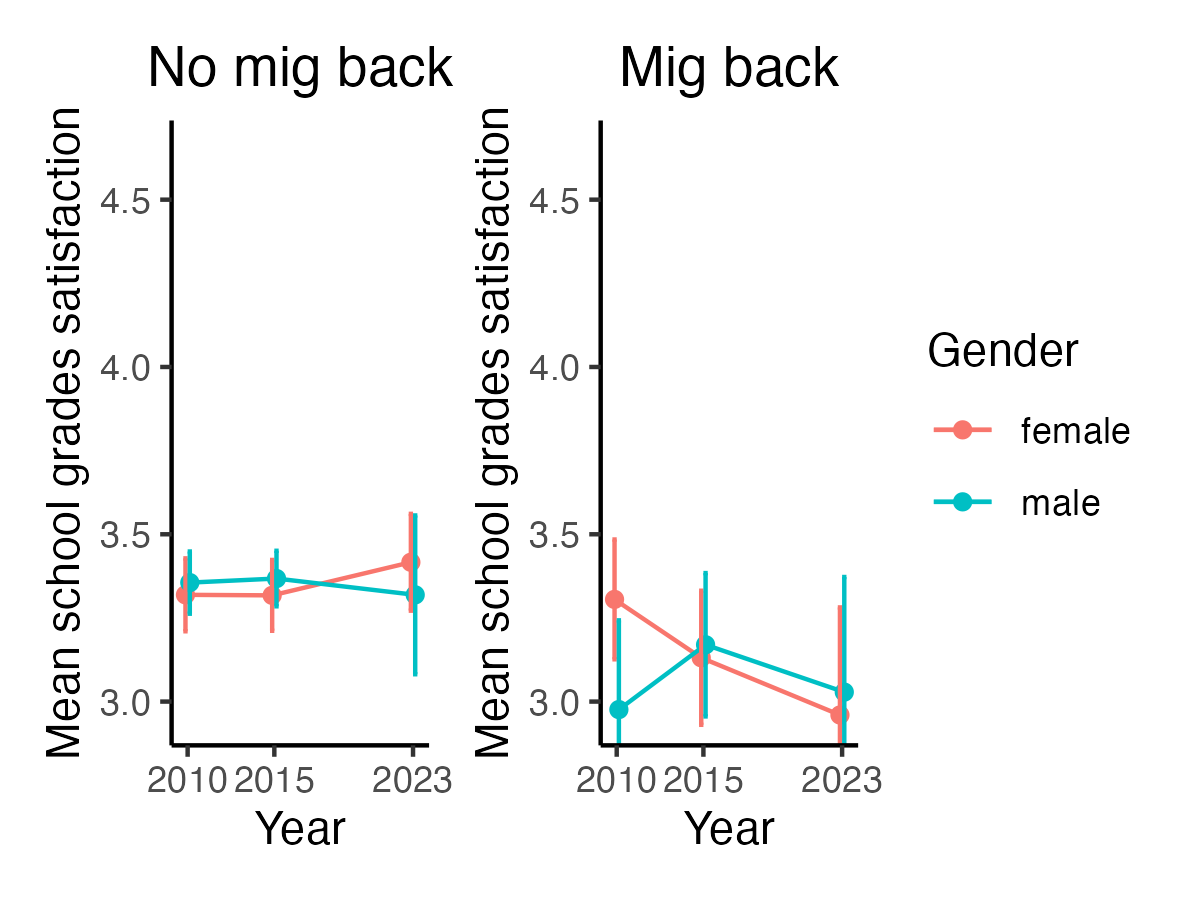 No mig back
Mean school grades satisfaction
4.5
4.0
3.5
3.0
2010 2015 2023
Year
Mig back
Mean school grades satisfaction
4.5
4.0
3.5
3.0
2010 2015 2023
Year
Gender
female
male